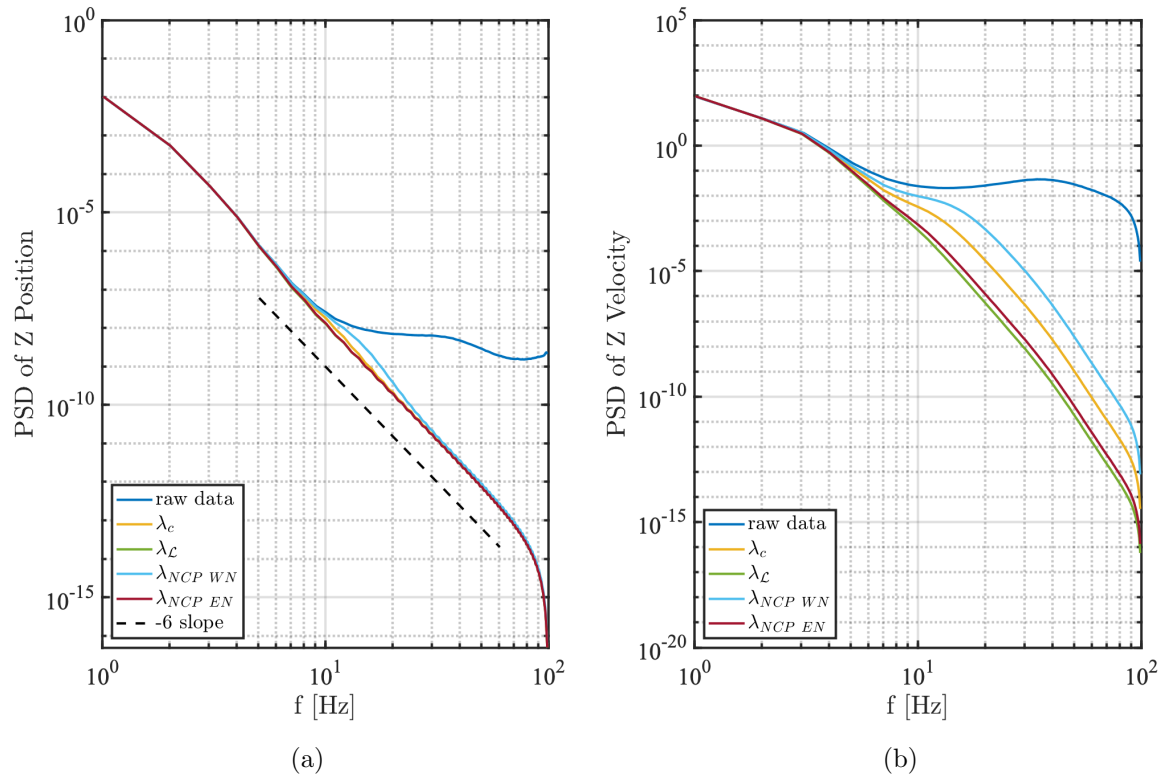 PSD of Z Position
10^0
10^-5
10^-10
10^-15
raw data
λ_c
λ_ℒ
λ_NCP WN
λ_NCP EN
-6 slope
10^0
10^1
10^2
f [Hz]
(a)
PSD of Z Velocity
10^5
10^0
10^-5
10^-10
10^-15
10^-20
raw data
λ_c
λ_ℒ
λ_NCP WN
λ_NCP EN
10^0
10^1
10^2
f [Hz]
(b)